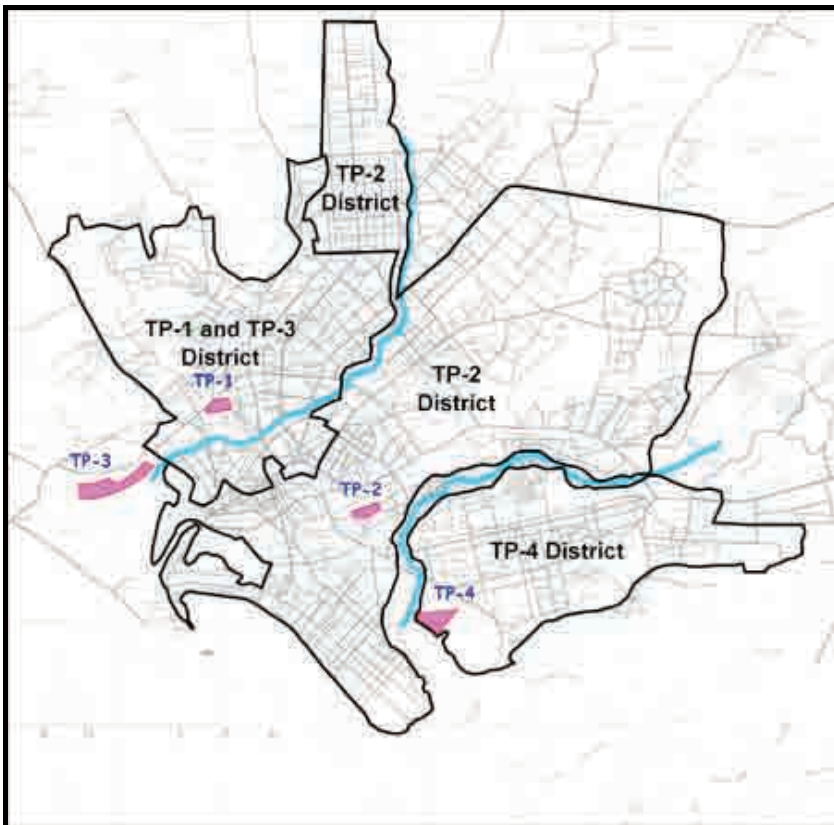 TP-2
District
TP-1 and TP-3
District
TP-1
TP-2
District
TP-3
TP-2
TP-4 District
TP-4